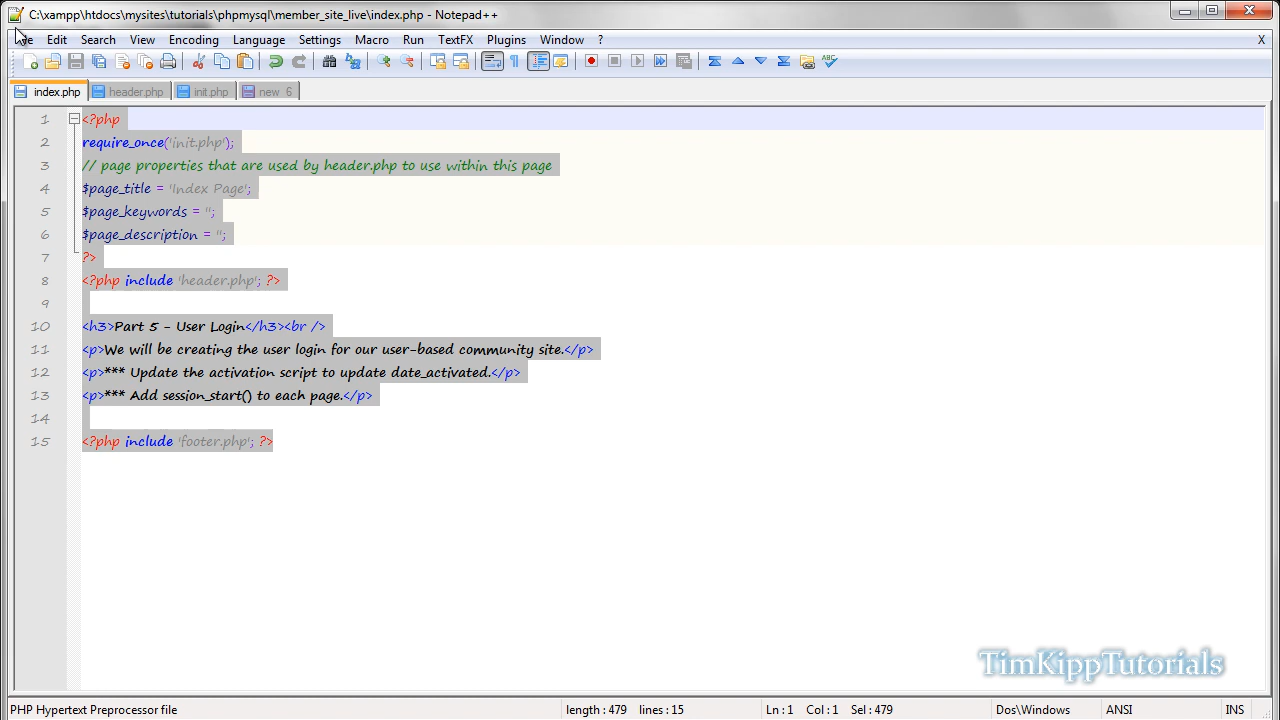 C:\xampp\htdocs\mysites\tutorials\phpmysql\member_site_live\index.php - Notepad++
Edit Search View Encoding Language Settings Macro Run TextFX Plugins Window ? X
index.php header.php init.php new 6
1 <?php
2 require_once('init.php');
3 // page properties that are used by header.php to use within this page
4 $page_title = 'Index Page';
5 $page_keywords = '';
6 $page_description = '';
7 ?>
8 <?php include 'header.php'; ?>
9
10 <h3>Part 5 - User Login</h3><br />
11 <p>We will be creating the user login for our user-based community site.</p>
12 <p>*** Update the activation script to update date_activated.</p>
13 <p>*** Add session_start() to each page.</p>
14
15 <?php include 'footer.php'; ?>
TimKippTutorials
PHP Hypertext Preprocessor file length : 479 lines : 15 Ln : 1 Col : 1 Sel : 479 Dos\Windows ANSI INS